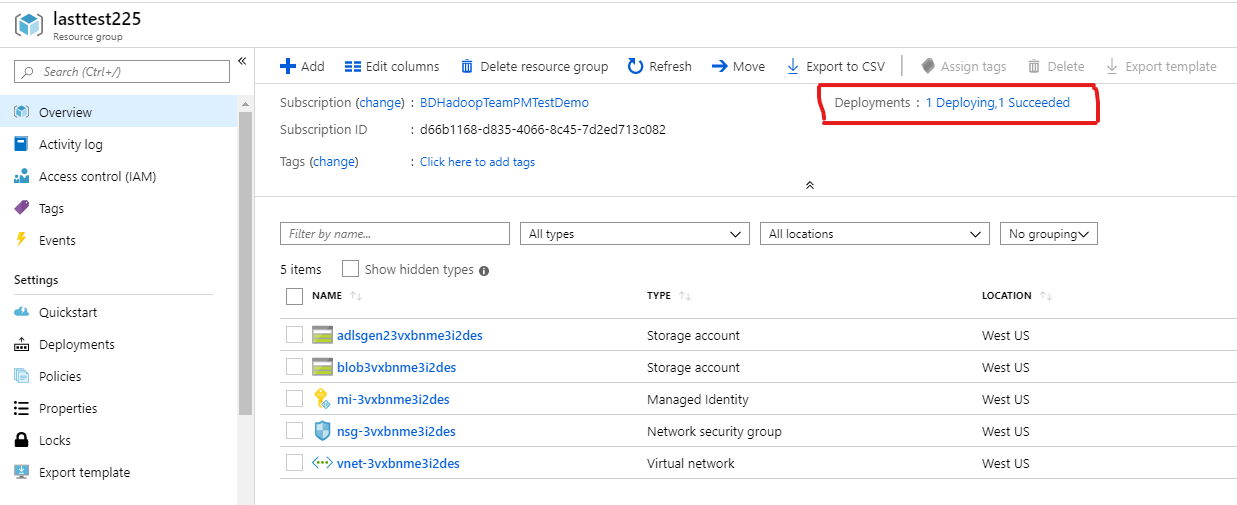 lasttest225
Resource group
Search (Ctrl+/)
«
Overview
Activity log
Access control (IAM)
Tags
Events
Settings
Quickstart
Deployments
Policies
Properties
Locks
Export template
Add Edit columns Delete resource group Refresh Move Export to CSV Assign tags Delete Export template
Subscription (change) : BDHadoopTeamPMTestDemo Deployments : 1 Deploying,1 Succeeded
Subscription ID : d66b1168-d835-4066-8c45-7d2ed713c082
Tags (change) : Click here to add tags
Filter by name... All types All locations No grouping
5 items Show hidden types
NAME TYPE LOCATION
adlsgen23vxbnme3i2des Storage account West US
blob3vxbnme3i2des Storage account West US
mi-3vxbnme3i2des Managed Identity West US
nsg-3vxbnme3i2des Network security group West US
vnet-3vxbnme3i2des Virtual network West US